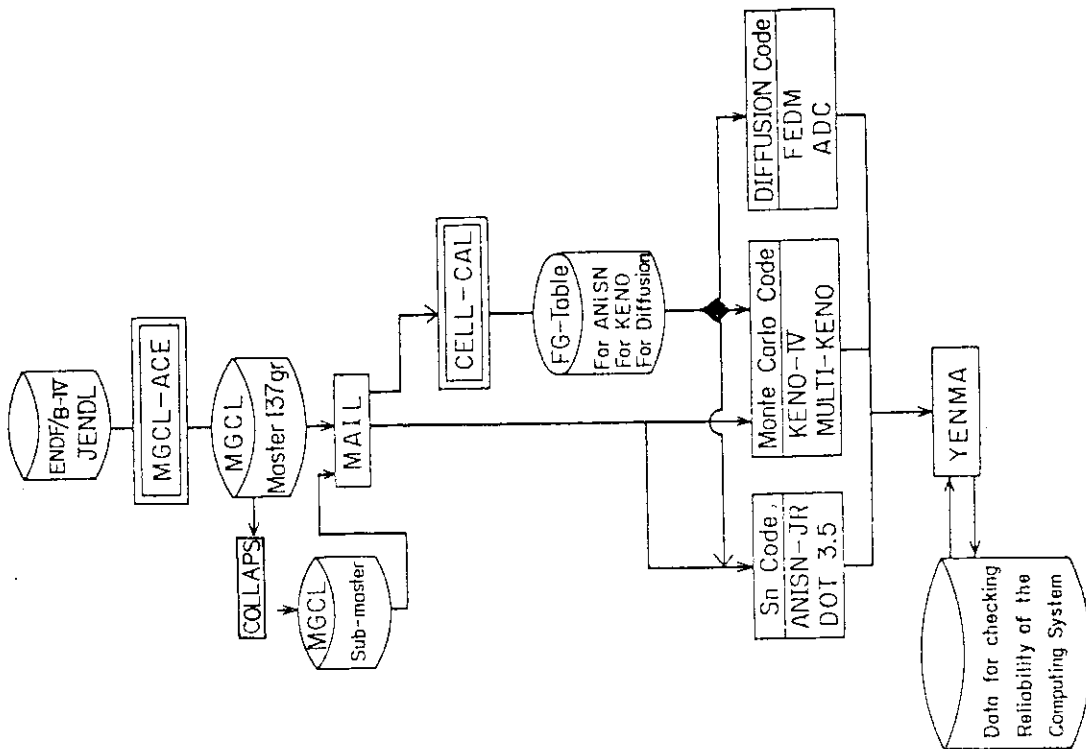 ENDF/B-IV
JENDL
MGCL-ACE
MGCL
Master 137gr
COLLAPS
MGCL
Sub-master
MAIL
CELL-CAL
FG-Table
For ANiSN
For KENO
For Diffusion
Sn Code,
ANISN-JR
DOT 3.5
Monte Carlo Code
KENO-IV
MULTI-KENO
DIFFUSION Code
FEDM
ADC
YENMA
Data for checking
Reliability of the
Computing System